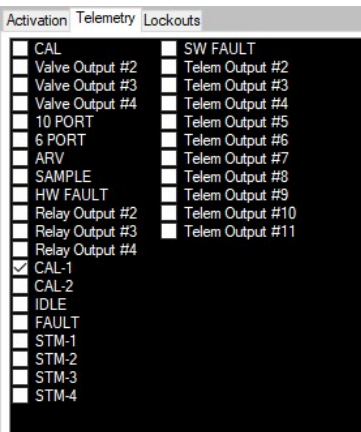 Activation Telemetry Lockouts
CAL
Valve Output #2
Valve Output #3
Valve Output #4
10 PORT
6 PORT
ARV
SAMPLE
HW FAULT
Relay Output #2
Relay Output #3
Relay Output #4
CAL-1
CAL-2
IDLE
FAULT
STM-1
STM-2
STM-3
STM-4
SW FAULT
Telem Output #2
Telem Output #3
Telem Output #4
Telem Output #5
Telem Output #6
Telem Output #7
Telem Output #8
Telem Output #9
Telem Output #10
Telem Output #11